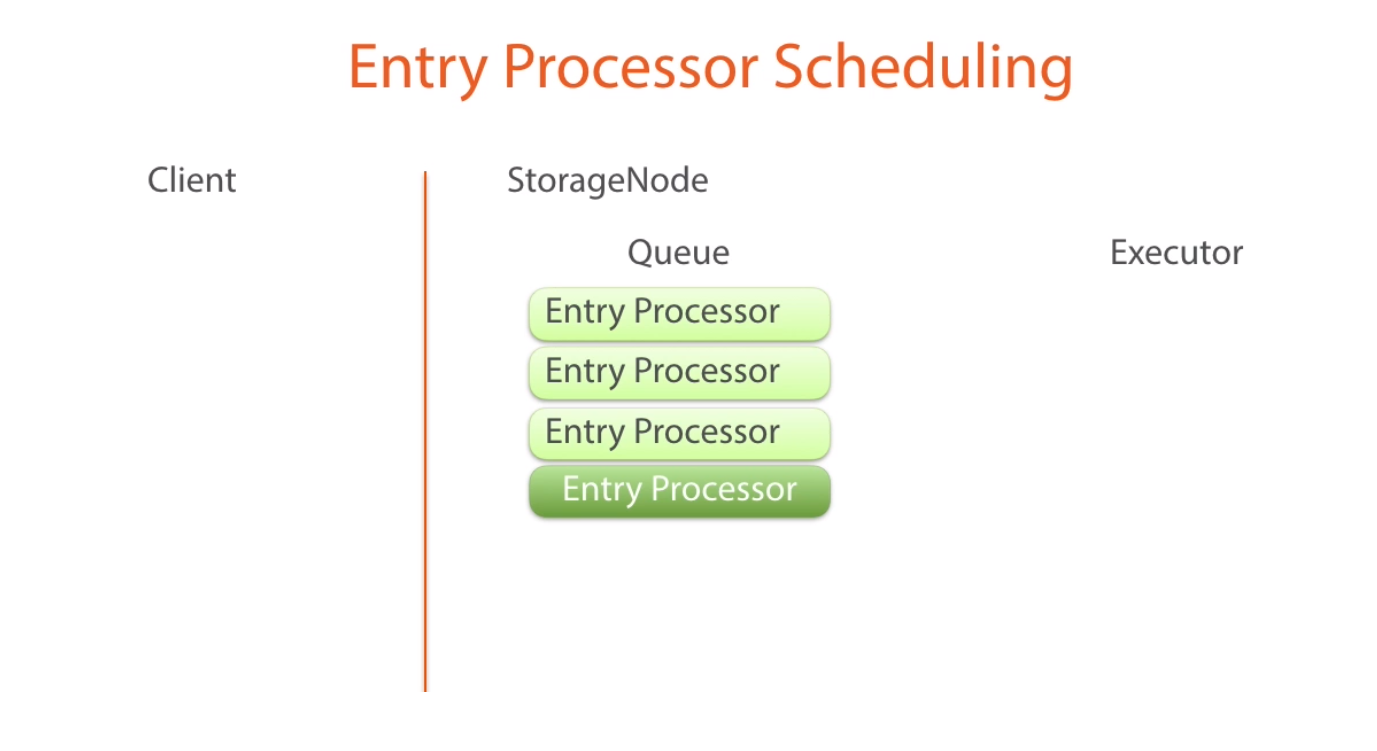 Entry Processor Scheduling
Client
StorageNode
Queue
Executor
Entry Processor
Entry Processor
Entry Processor
Entry Processor